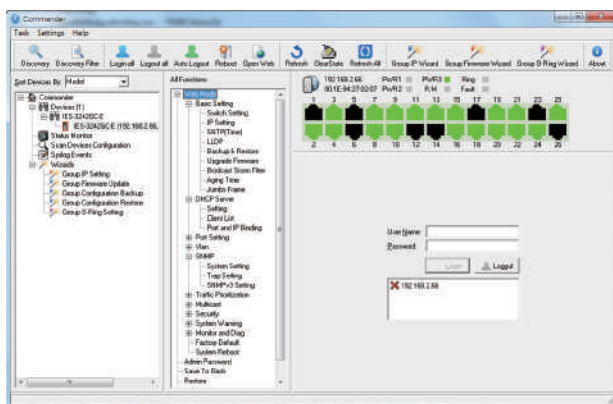 Commander
Task Settings Help
Discovery Discovery Filter Login all Logout all Auto Logout Reboot Open Web Refresh ClearState Refresh All Group IP Wizard Group Firmware Wizard Group O-Ring Wizard About
Sort Devices By: Model
Commander
Devices (1)
IES-3242GC-E
IES-3242GC-E (192.168.2.66,
Status Monitor
Scan Devices Configuration
Syslog Events
Wizards
Group IP Setting
Group Firmware Update
Group Configuration Backup
Group Configuration Restore
Group O-Ring Setting
All Functions:
Web Mode
Basic Setting
Switch Setting
IP Setting
SNTP(Time)
LLDP
Backup & Restore
Upgrade Firmware
Brodcast Storm Filter
Aging Time
Jumbo Frame
DHCP Server
Setting
Client List
Port and IP Binding
Port Setting
Vlan
SNMP
System Setting
Trap Setting
SNMPv3 Setting
Traffic Prioritization
Multicast
Security
System Warning
Monitor and Diag
Factory Default
System Reboot
Admin Password
Save To Flash
Restore
192.168.2.66 PWR1 PWR3 Ring
00:1E:94:27:02:07 PWR2 R.M Fault
1 3 5 7 9 11 13 15 17 19 21 23 25
2 4 6 8 10 12 14 16 18 20 22 24 26
User Name:
Password:
Login Logout
192.168.2.66